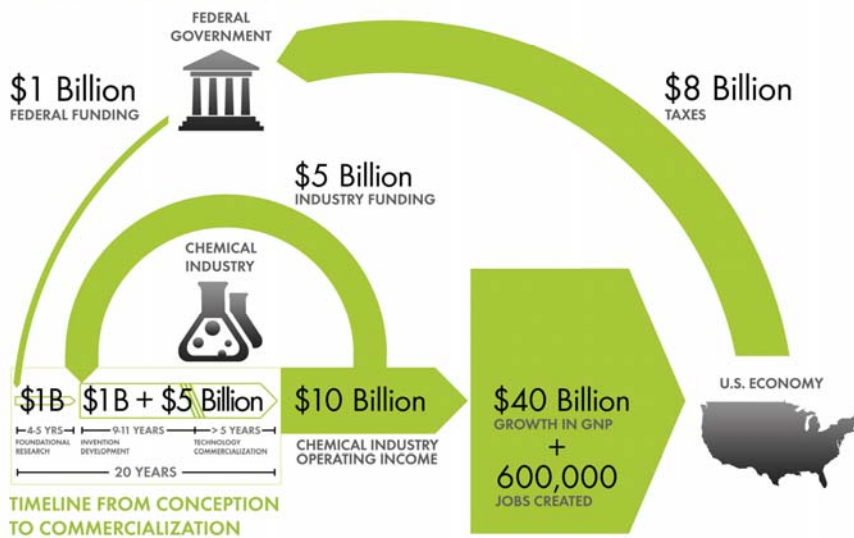 FEDERAL
GOVERNMENT
$1 Billion
FEDERAL FUNDING
$8 Billion
TAXES
$5 Billion
INDUSTRY FUNDING
CHEMICAL
INDUSTRY
$1B
$1B + $5 Billion
$10 Billion
CHEMICAL INDUSTRY
OPERATING INCOME
$40 Billion
GROWTH IN GNP
+
600,000
JOBS CREATED
U.S. ECONOMY
4-5 YRS
FOUNDATIONAL
RESEARCH
9-11 YEARS
INVENTION
DEVELOPMENT
> 5 YEARS
TECHNOLOGY
COMMERCIALIZATION
20 YEARS
TIMELINE FROM CONCEPTION
TO COMMERCIALIZATION